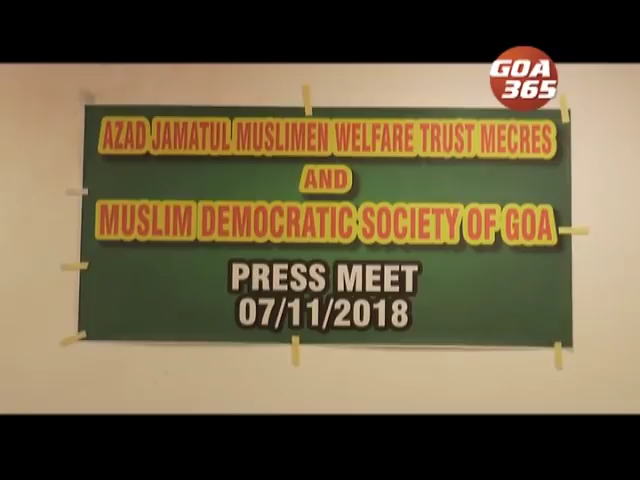 GOA
365
AZAD JAMATUL MUSLIMEN WELFARE TRUST MECRES
AND
MUSLIM DEMOCRATIC SOCIETY OF GOA
PRESS MEET
07/11/2018